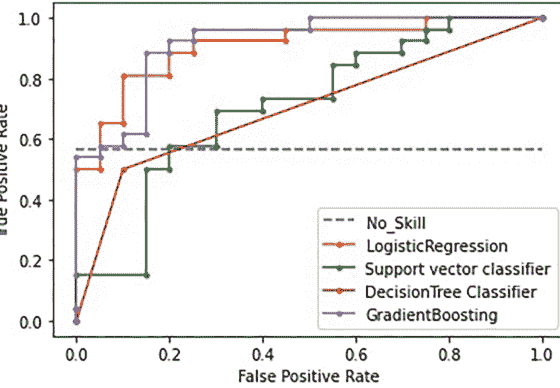 1.0
0.8
0.6
0.4
0.2
0.0
Positive Rate
No_Skill
LogisticRegression
Support vector classifier
DecisionTree Classifier
GradientBoosting
0.0 0.2 0.4 0.6 0.8 1.0
False Positive Rate